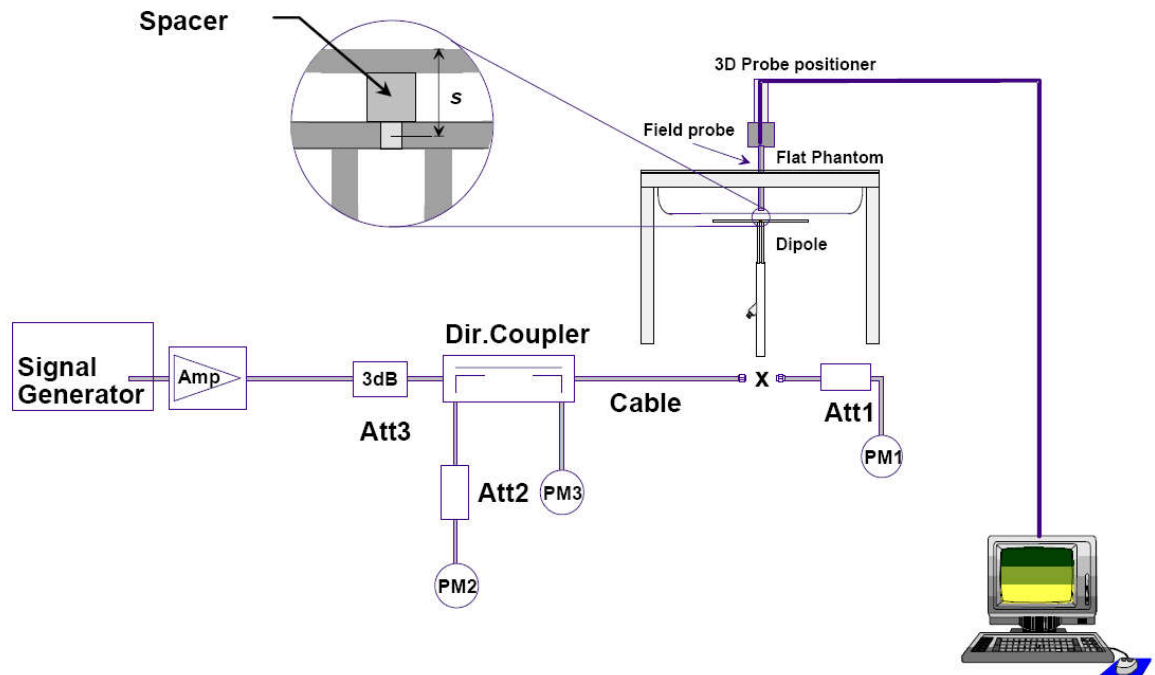 Spacer
s
3D Probe positioner
Field probe
Flat Phantom
Dipole
Signal
Generator
Amp
3dB
Att3
Dir.Coupler
Cable
x
Att1
PM1
Att2
PM3
PM2